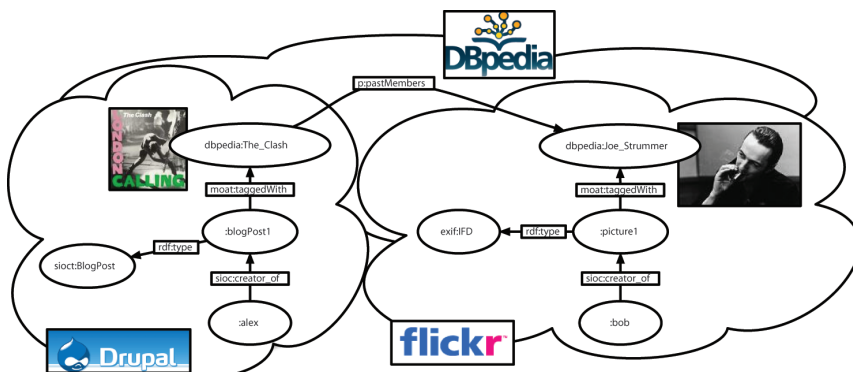 DBpedia
p:pastMembers
The Clash
LONDON
CALLING
dbpedia:The_Clash
dbpedia:Joe_Strummer
moat:taggedWith
moat:taggedWith
:blogPost1
exif:IFD
rdf:type
:picture1
rdf:type
sioct:BlogPost
sioc:creator_of
sioc:creator_of
:alex
:bob
Drupal
flickr